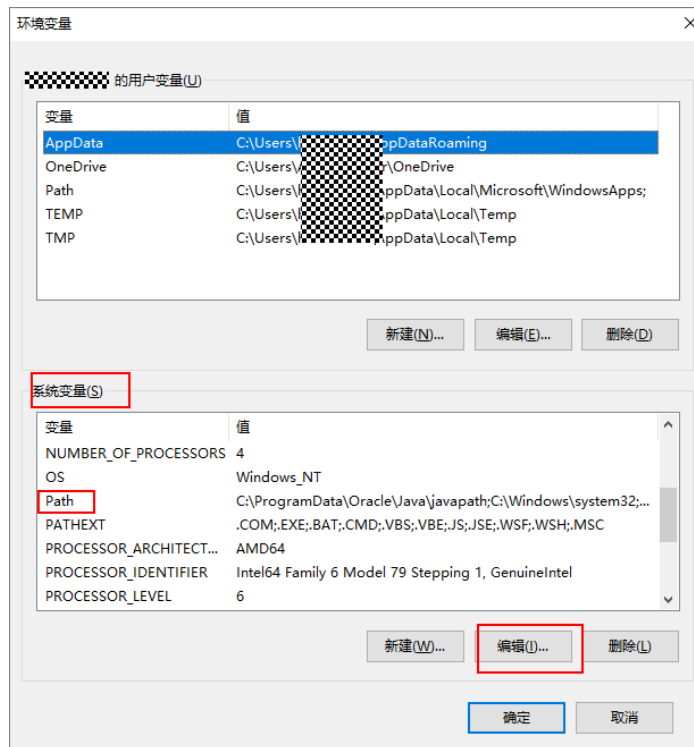 环境变量
的用户变量(U)
变量 值
AppData C:\Users\ ppDataRoaming
OneDrive C:\Users\ r\OneDrive
Path C:\Users\ AppData\Local\Microsoft\WindowsApps;
TEMP C:\Users\ AppData\Local\Temp
TMP C:\Users\ AppData\Local\Temp
新建(N)... 编辑(E)... 删除(D)
系统变量(S)
变量 值
NUMBER_OF_PROCESSORS 4
OS Windows_NT
Path C:\ProgramData\Oracle\Java\javapath;C:\Windows\system32;...
PATHEXT .COM;.EXE;.BAT;.CMD;.VBS;.VBE;.JS;.JSE;.WSF;.WSH;.MSC
PROCESSOR_ARCHITECT... AMD64
PROCESSOR_IDENTIFIER Intel64 Family 6 Model 79 Stepping 1, GenuineIntel
PROCESSOR_LEVEL 6
新建(W)... 编辑(I)... 删除(L)
确定 取消